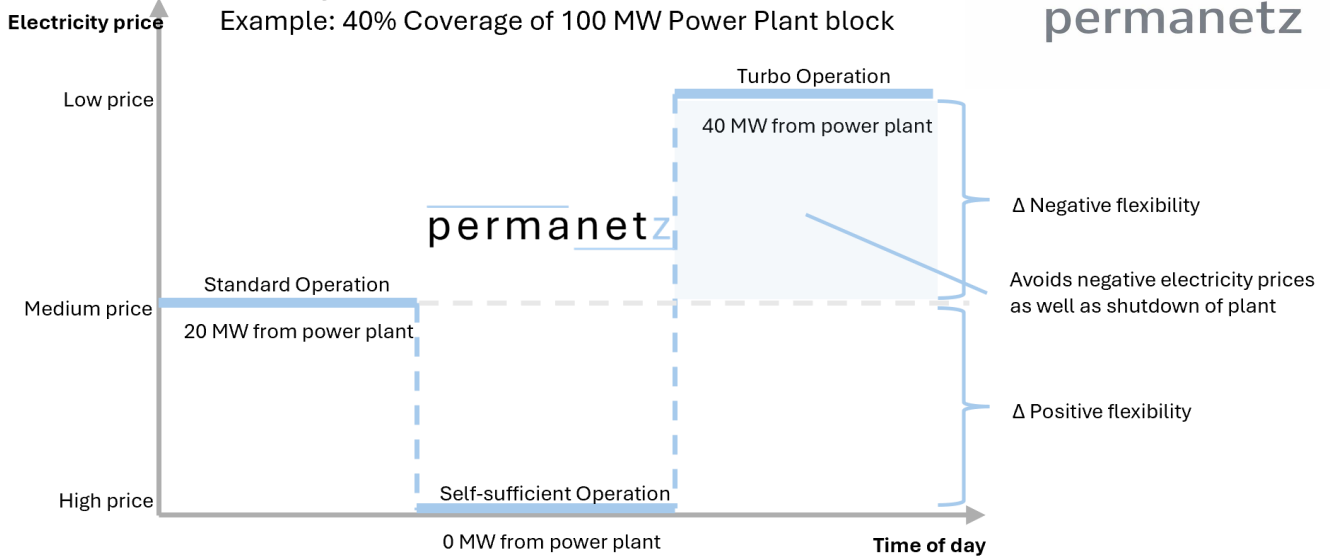 Electricity price
Example: 40% Coverage of 100 MW Power Plant block
permanetz
Turbo Operation
Low price
40 MW from power plant
Δ Negative flexibility
permanetz
Avoids negative electricity prices
as well as shutdown of plant
Standard Operation
Medium price
20 MW from power plant
Δ Positive flexibility
Self-sufficient Operation
High price
0 MW from power plant
Time of day